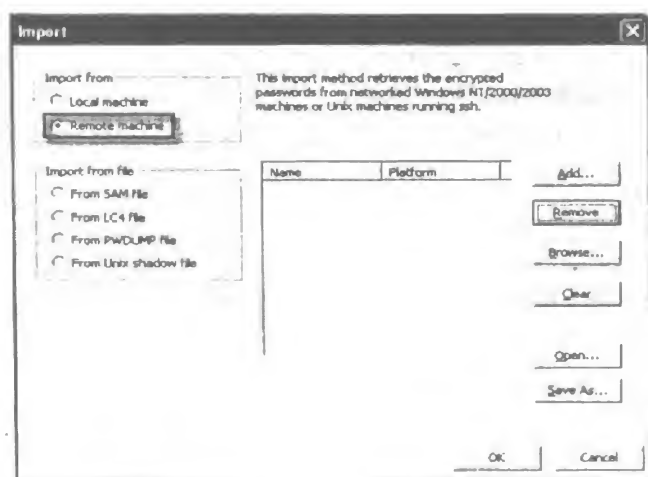 Import
Import from
Local machine
Remote machine
This import method retrieves the encrypted
passwords from networked Windows NT/2000/2003
machines or Unix machines running ssh.
Import from file
From SAM file
From LC4 file
From PWDUMP file
From Unix shadow file
Name
Platform
Add...
Remove
Browse...
Clear
Open...
Save As...
OK
Cancel